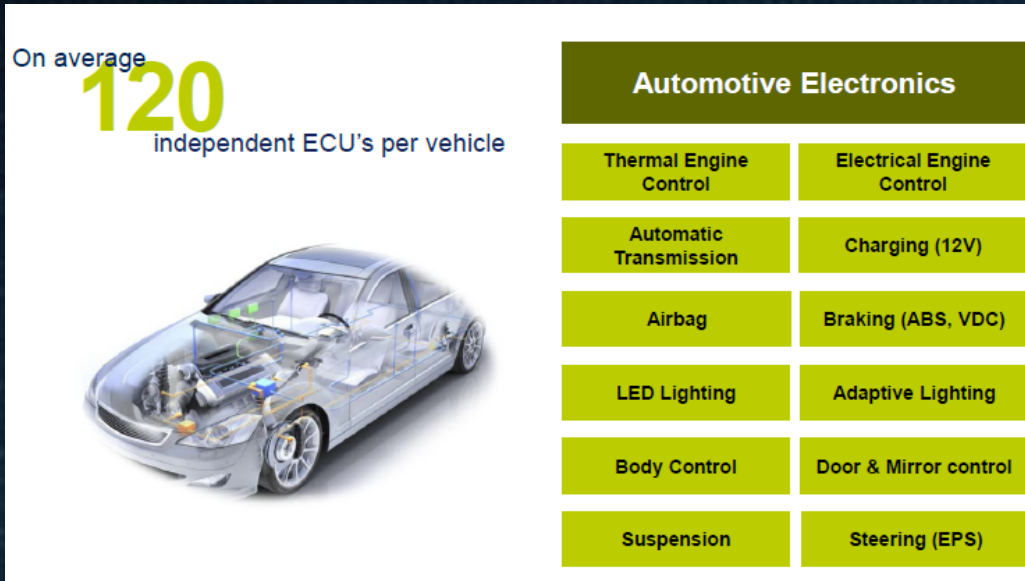 On average
120
independent ECU's per vehicle
Automotive Electronics
Thermal Engine
Control
Electrical Engine
Control
Automatic
Transmission
Charging (12V)
Airbag
Braking (ABS, VDC)
LED Lighting
Adaptive Lighting
Body Control
Door & Mirror control
Suspension
Steering (EPS)